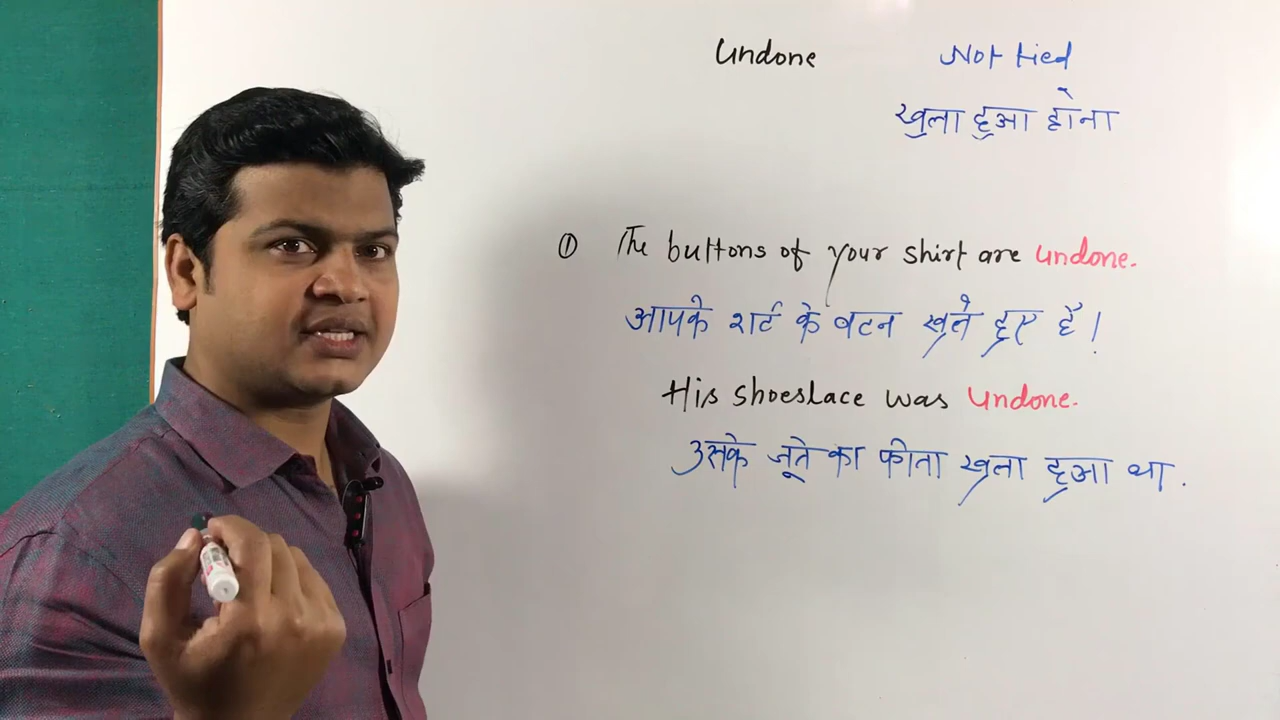 Undone Not tied
खुला हुआ होना
① The buttons of your shirt are undone.
आपके शर्ट के बटन खुले हुए हैं।
His shoeslace was undone.
उसके जूते का फीता खुला हुआ था.